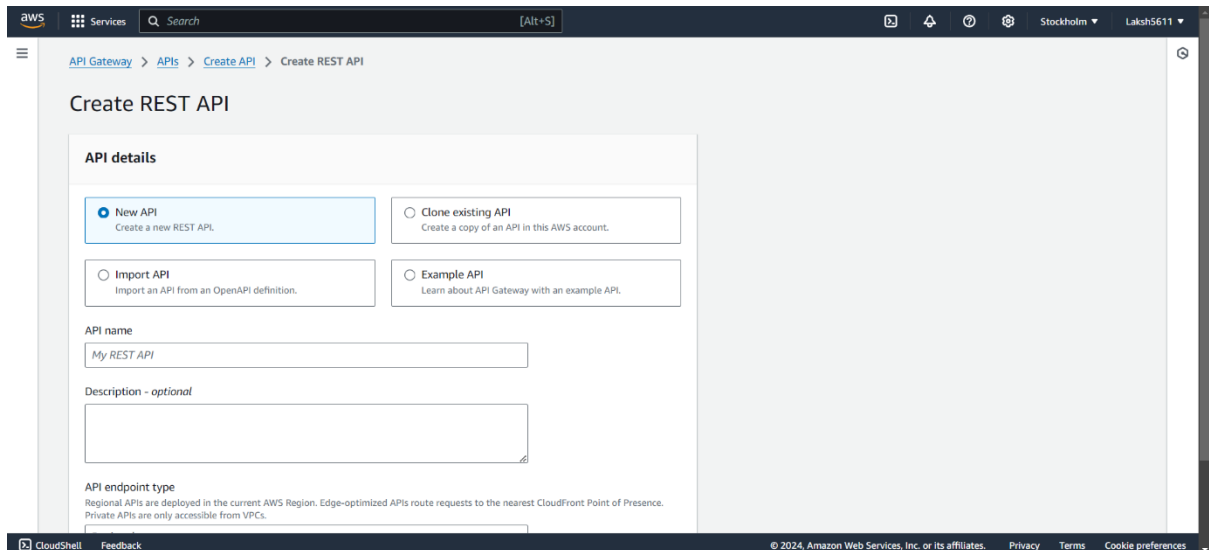 aws Services Search [Alt+S] Stockholm ▼ Laksh5611 ▼
API Gateway > APIs > Create API > Create REST API
Create REST API
API details
New API
Create a new REST API.
Clone existing API
Create a copy of an API in this AWS account.
Import API
Import an API from an OpenAPI definition.
Example API
Learn about API Gateway with an example API.
API name
My REST API
Description - optional
API endpoint type
Regional APIs are deployed in the current AWS Region. Edge-optimized APIs route requests to the nearest CloudFront Point of Presence.
Private APIs are only accessible from VPCs.
CloudShell Feedback © 2024, Amazon Web Services, Inc. or its affiliates. Privacy Terms Cookie preferences